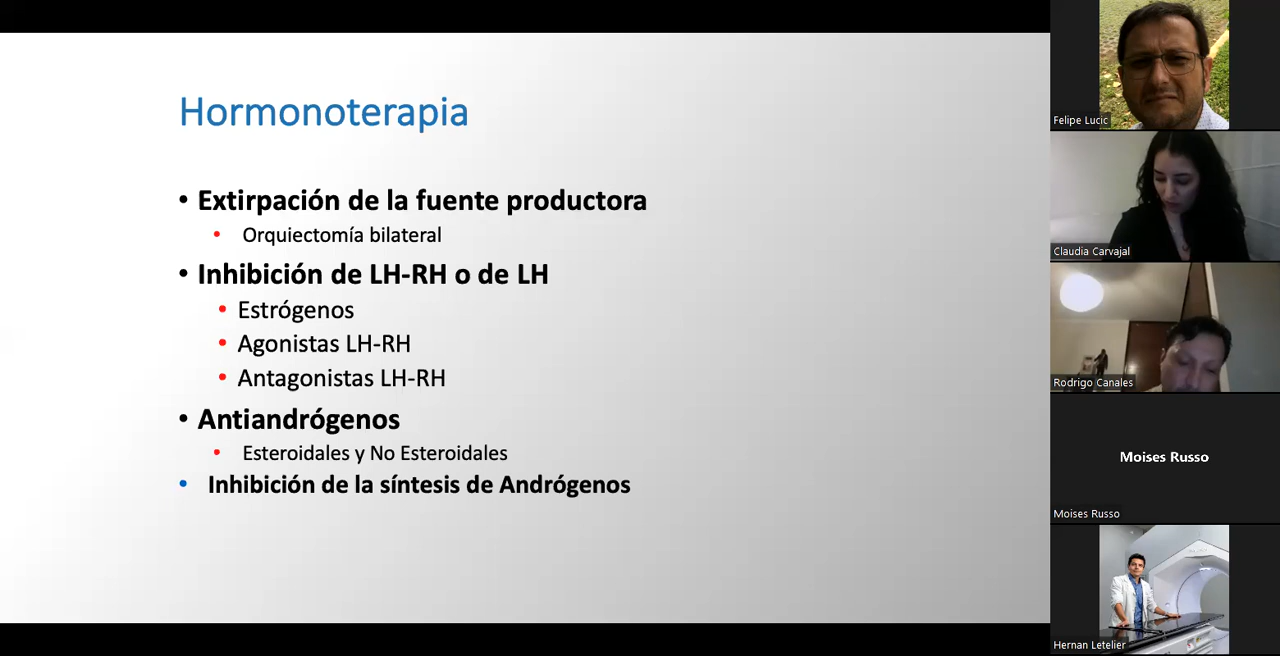 Hormonoterapia
• Extirpación de la fuente productora
• Orquiectomía bilateral
• Inhibición de LH-RH o de LH
• Estrógenos
• Agonistas LH-RH
• Antagonistas LH-RH
• Antiandrógenos
• Esteroidales y No Esteroidales
• Inhibición de la síntesis de Andrógenos
Felipe Lucic
Claudia Carvajal
Rodrigo Canales
Moises Russo
Moises Russo
Hernan Letelier